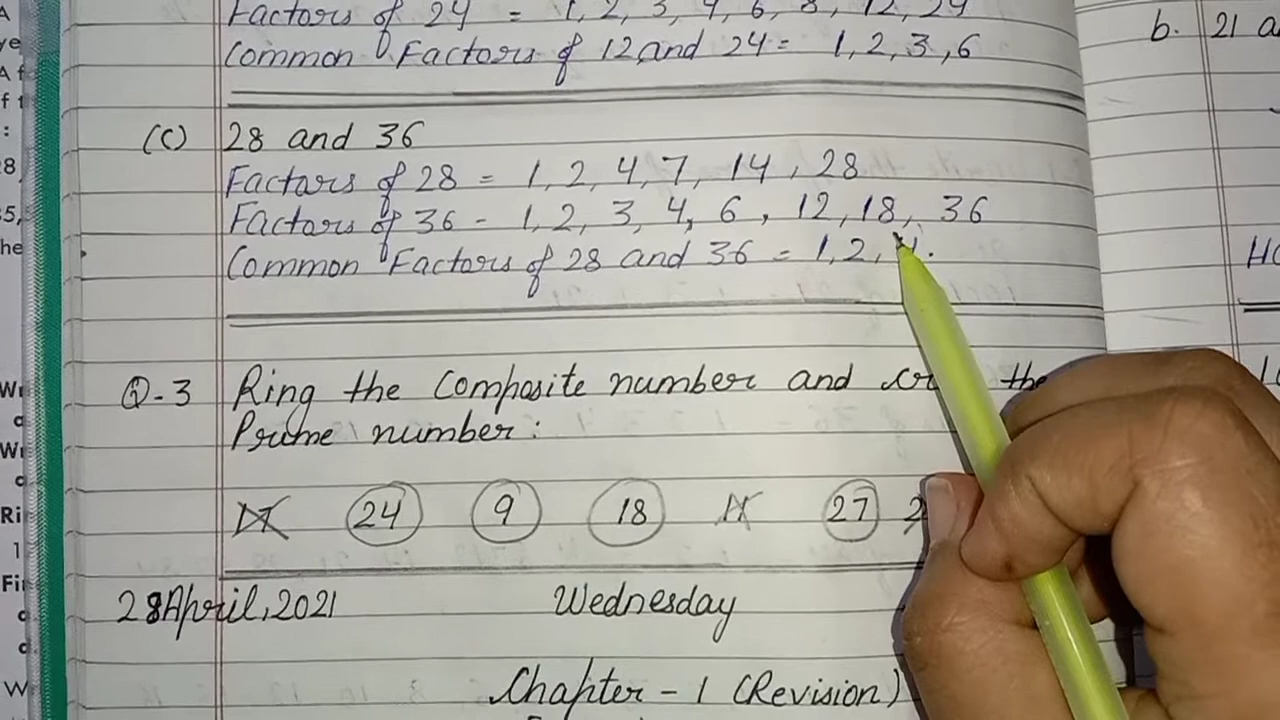 Factors of 24 = 1, 2, 3, 4, 6, 8, 12, 24
Common Factors of 12 and 24 = 1, 2, 3, 6
(C) 28 and 36
Factors of 28 = 1, 2, 4, 7, 14, 28
Factors of 36 - 1, 2, 3, 4, 6, 12, 18, 36
Common Factors of 28 and 36 = 1, 2,
Q-3 Ring the Composite number and the
Prime number:
24 9 18 27
28 April, 2021 Wednesday
Chapter - 1 (Revision)
b. 21